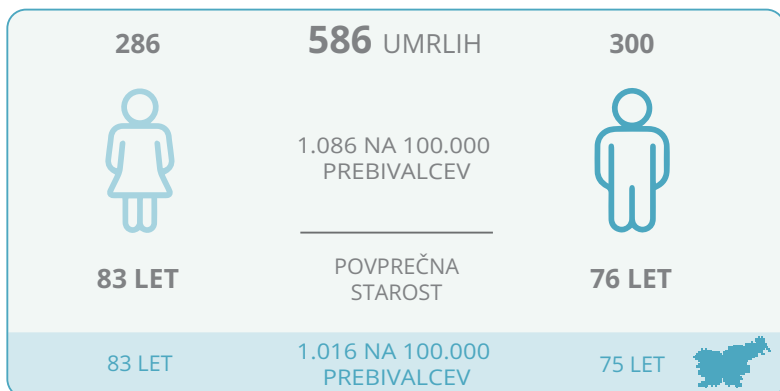 286
586 UMRLIH
300
1.086 NA 100.000
PREBIVALCEV
83 LET
POVPREČNA
STAROST
76 LET
83 LET
1.016 NA 100.000
PREBIVALCEV
75 LET